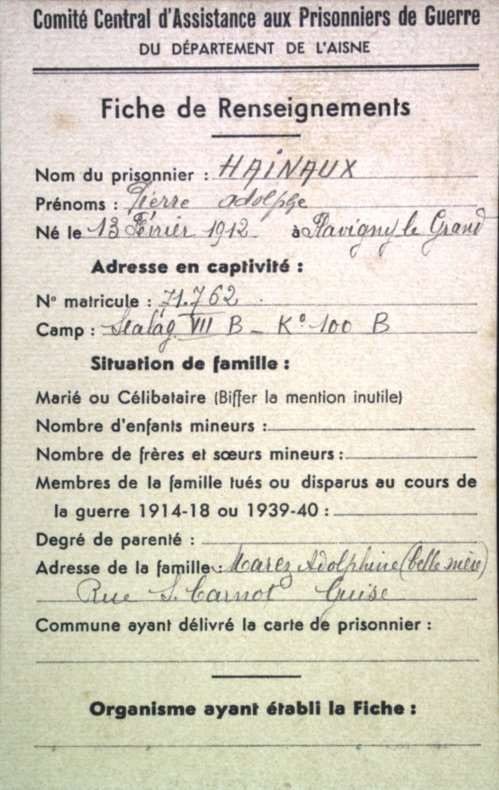 Comité Central d'Assistance aux Prisonniers de Guerre
DU DÉPARTEMENT DE L'AISNE
Fiche de Renseignements
Nom du prisonnier : HAINAUX
Prénoms : Pierre adolphe
Né le 13 Février 1912 à Flavigny le Grand
Adresse en captivité :
N° matricule : 71.762
Camp : Stalag VII B - K° 100 B
Situation de famille :
Marié ou Célibataire (Biffer la mention inutile)
Nombre d'enfants mineurs :
Nombre de frères et sœurs mineurs :
Membres de la famille tués ou disparus au cours de
la guerre 1914-18 ou 1939-40 :
Degré de parenté :
Adresse de la famille : Marez Adolphine (belle mère)
Rue S. Carnot Guise
Commune ayant délivré la carte de prisonnier :
Organisme ayant établi la Fiche :